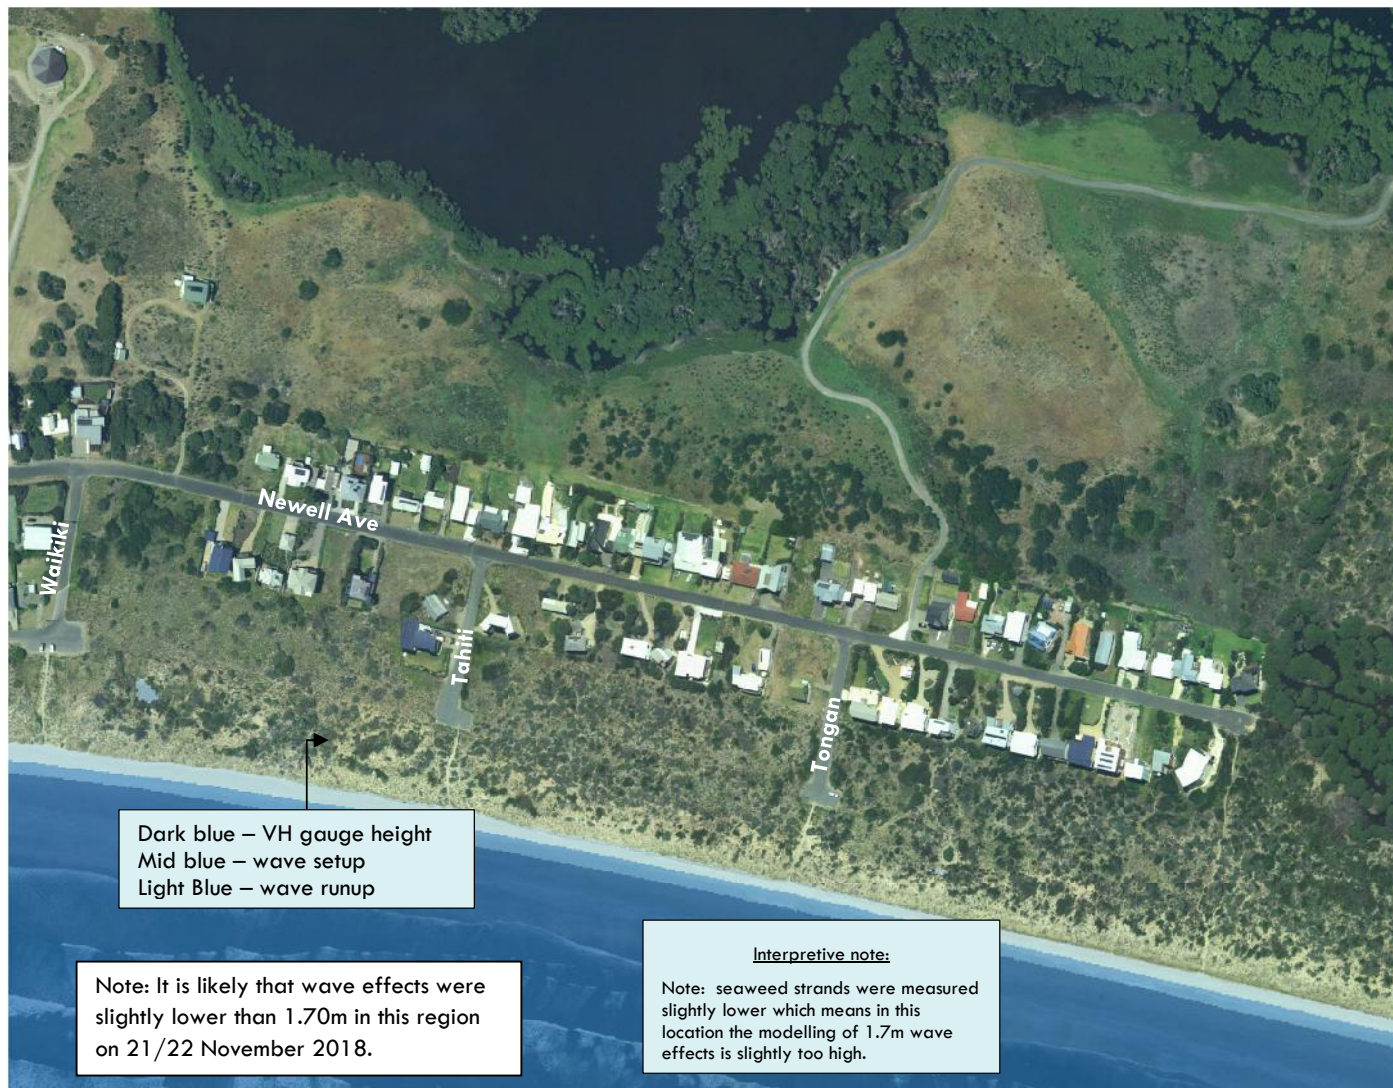 Newell Ave
Waikiki
Tahiti
Tongan
Dark blue – VH gauge height
Mid blue – wave setup
Light Blue – wave runup
Note: It is likely that wave effects were
slightly lower than 1.70m in this region
on 21/22 November 2018.
Interpretive note:
Note:  seaweed strands were measured
slightly lower which means in this
location the modelling of 1.7m wave
effects is slightly too high.